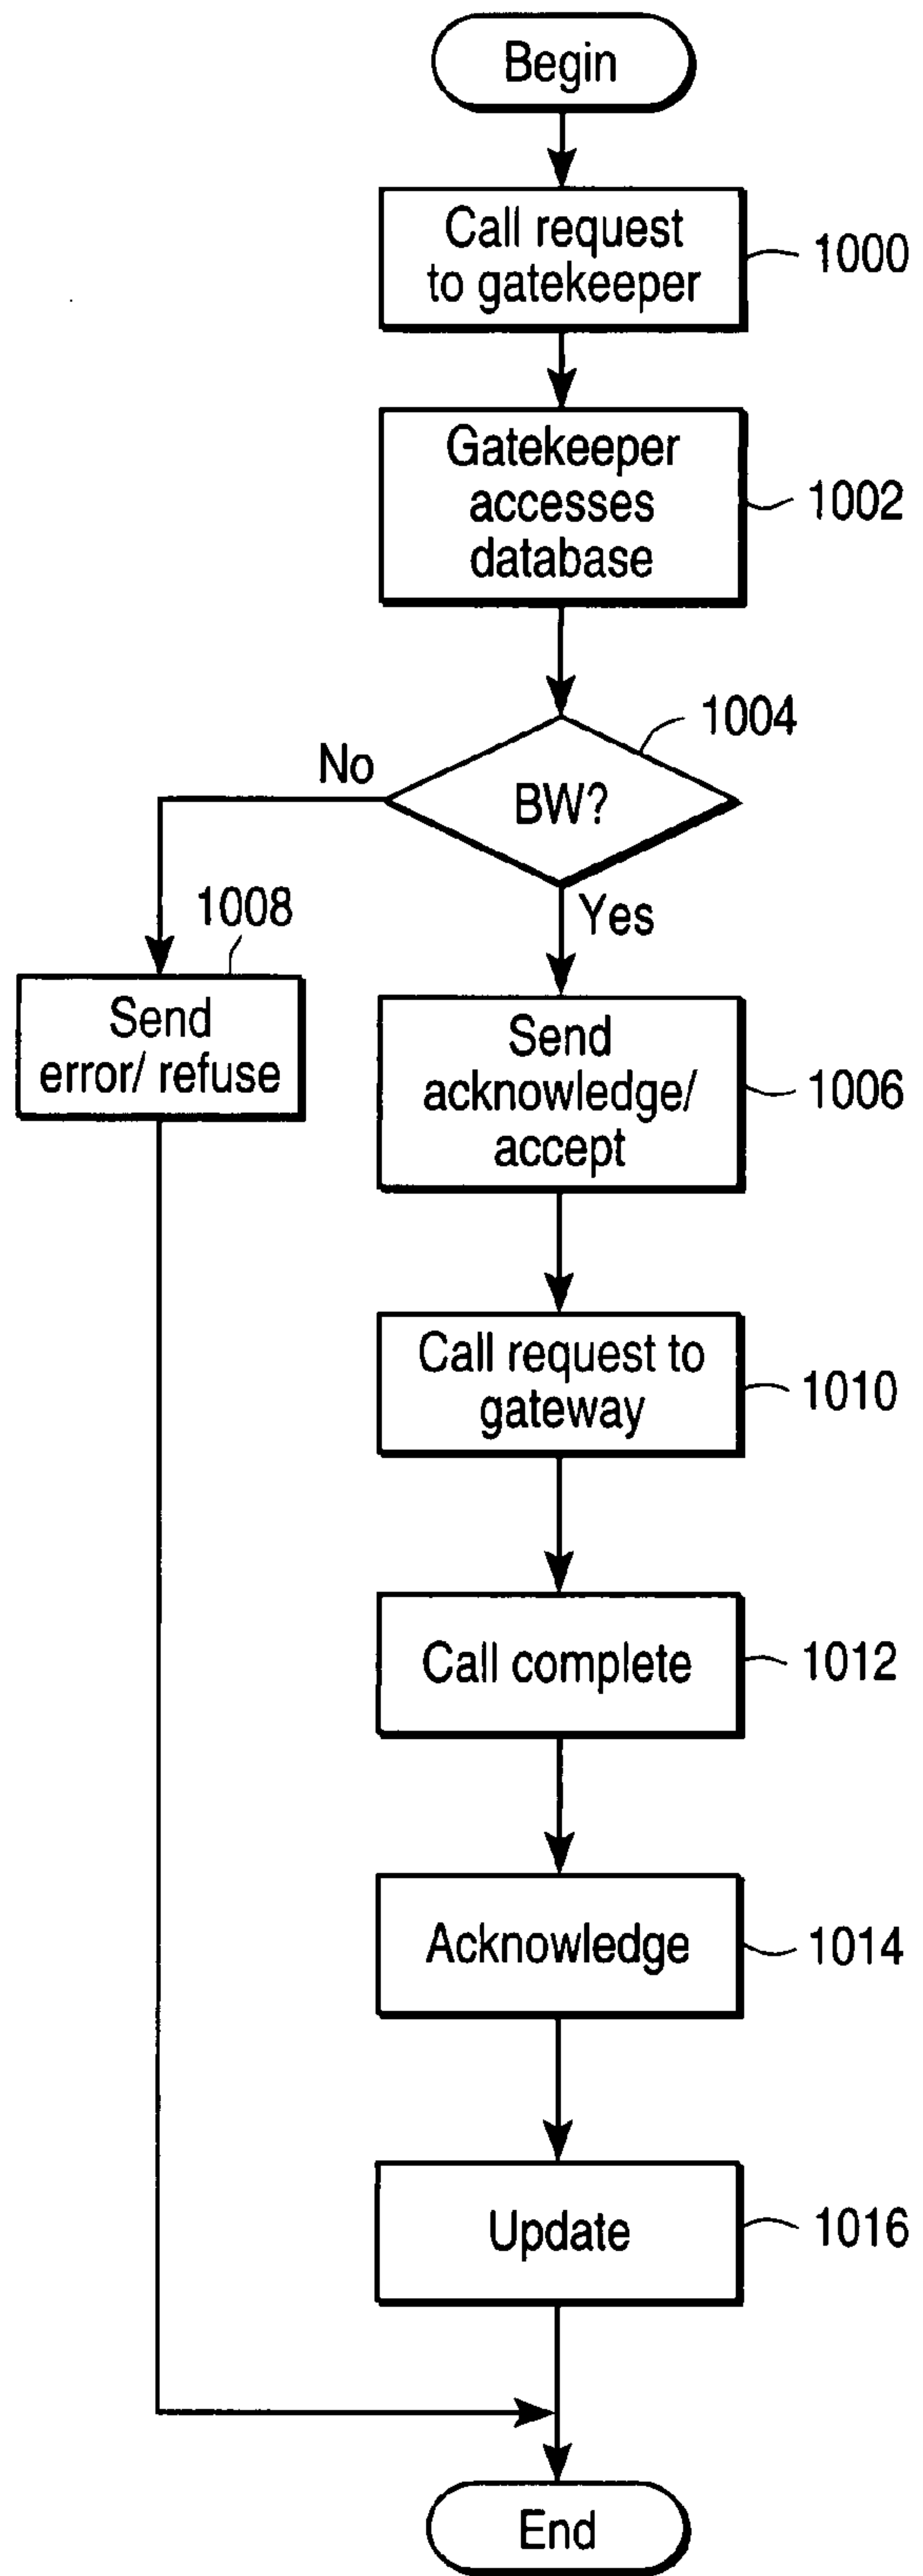 Begin
Call request
to gatekeeper
1000
Gatekeeper
accesses
database
1002
1004
No
BW?
Yes
1008
Send
error/ refuse
Send
acknowledge/
accept
1006
Call request to
gateway
1010
Call complete
1012
Acknowledge
1014
Update
1016
End